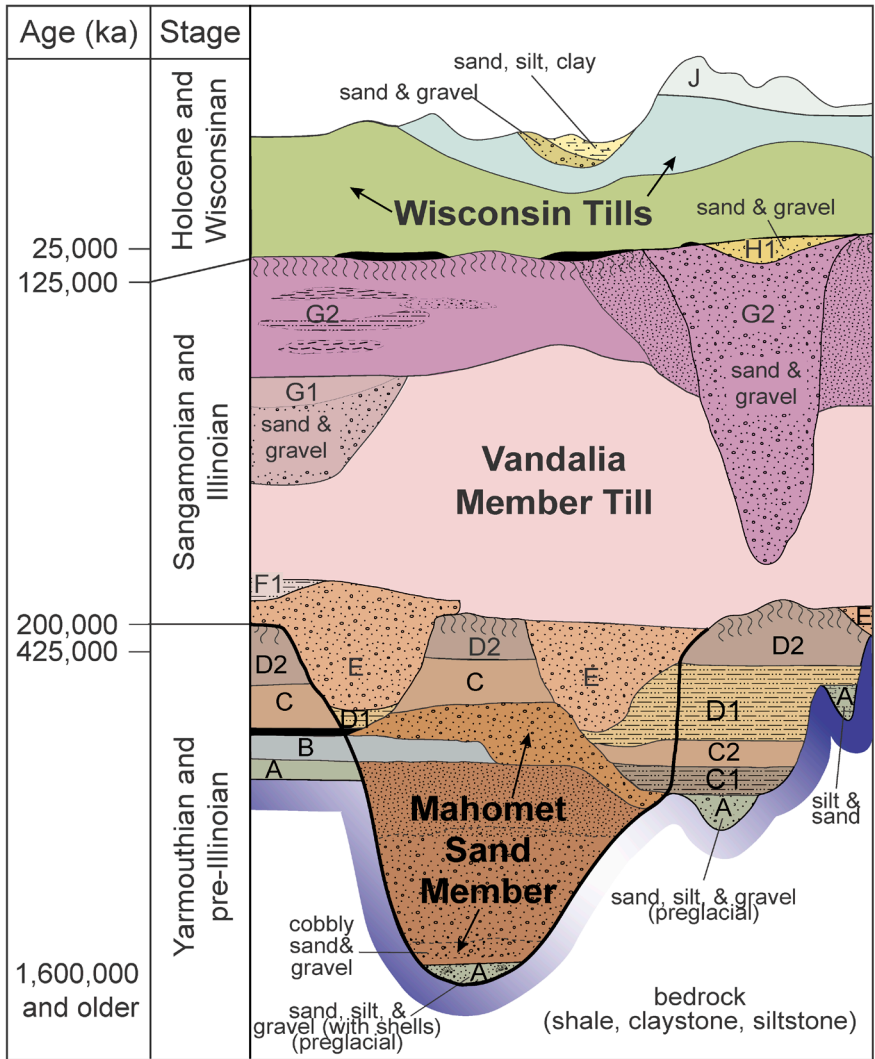 Age (ka)
Stage
Holocene and
Wisconsinan
25,000
125,000
Sangamonian and
Illinoian
200,000
425,000
Yarmouthian and
pre-Illinoian
1,600,000
and older
sand, silt, clay
sand & gravel
J
Wisconsin Tills
sand & gravel
H1
G2
G2
sand &
gravel
G1
sand &
gravel
Vandalia
Member Till
F1
E
D2
D2
D2
E
E
C
C
D1
D1
B
A
C2
C1
A
A
silt &
sand
Mahomet
Sand
Member
sand, silt, & gravel
(preglacial)
cobbly
sand&
gravel
A
sand, silt, &
gravel (with shells)
(preglacial)
bedrock
(shale, claystone, siltstone)